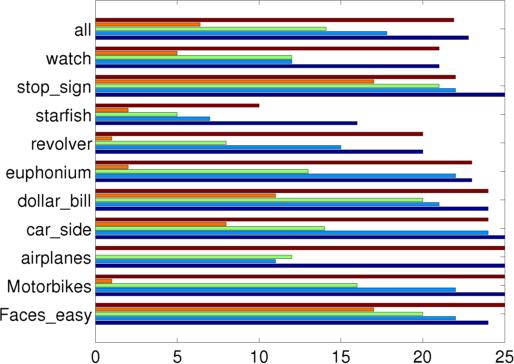 all
watch
stop_sign
starfish
revolver
euphonium
dollar_bill
car_side
airplanes
Motorbikes
Faces_easy
0 5 10 15 20 25